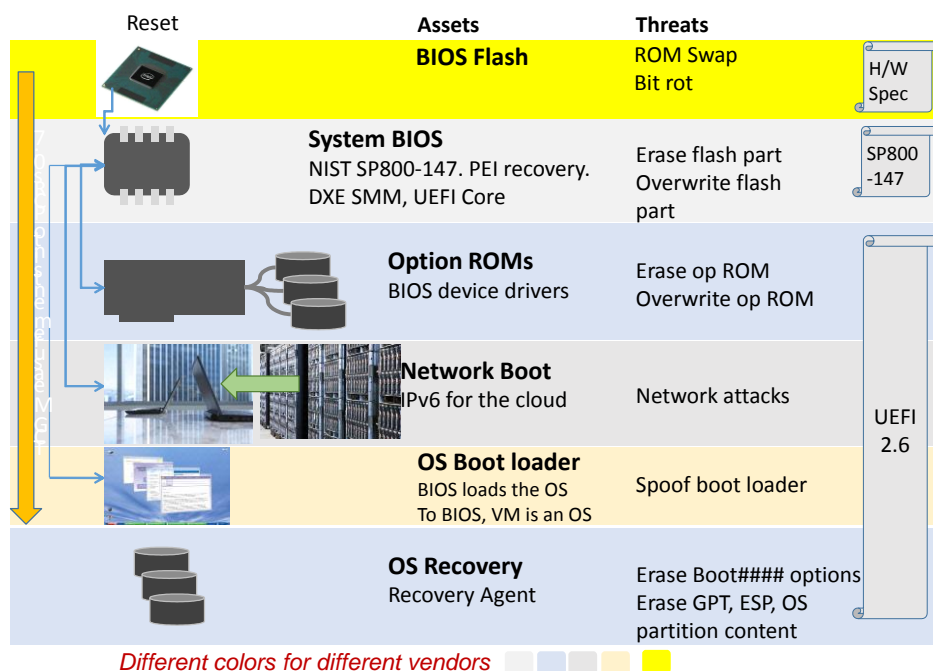 Reset
Assets
Threats
BIOS Flash
ROM Swap
Bit rot
H/W
Spec
System BIOS
NIST SP800-147. PEI recovery.
DXE SMM, UEFI Core
Erase flash part
Overwrite flash
part
SP800
-147
Option ROMs
BIOS device drivers
Erase op ROM
Overwrite op ROM
Network Boot
IPv6 for the cloud
Network attacks
UEFI
2.6
OS Boot loader
BIOS loads the OS
To BIOS, VM is an OS
Spoof boot loader
OS Recovery
Recovery Agent
Erase Boot#### options
Erase GPT, ESP, OS
partition content
Different colors for different vendors